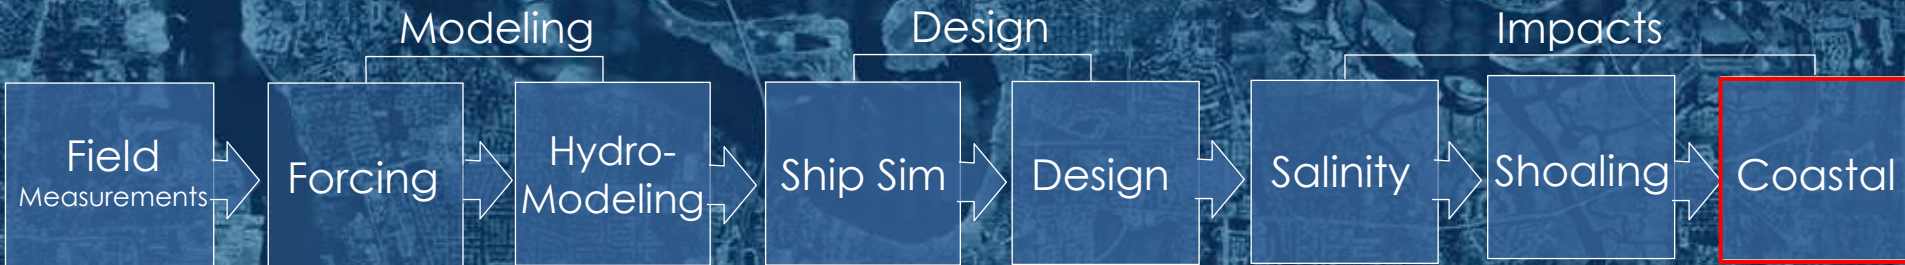 Modeling
Design
Impacts
Field
Measurements
Forcing
Hydro-
Modeling
Ship Sim
Design
Salinity
Shoaling
Coastal